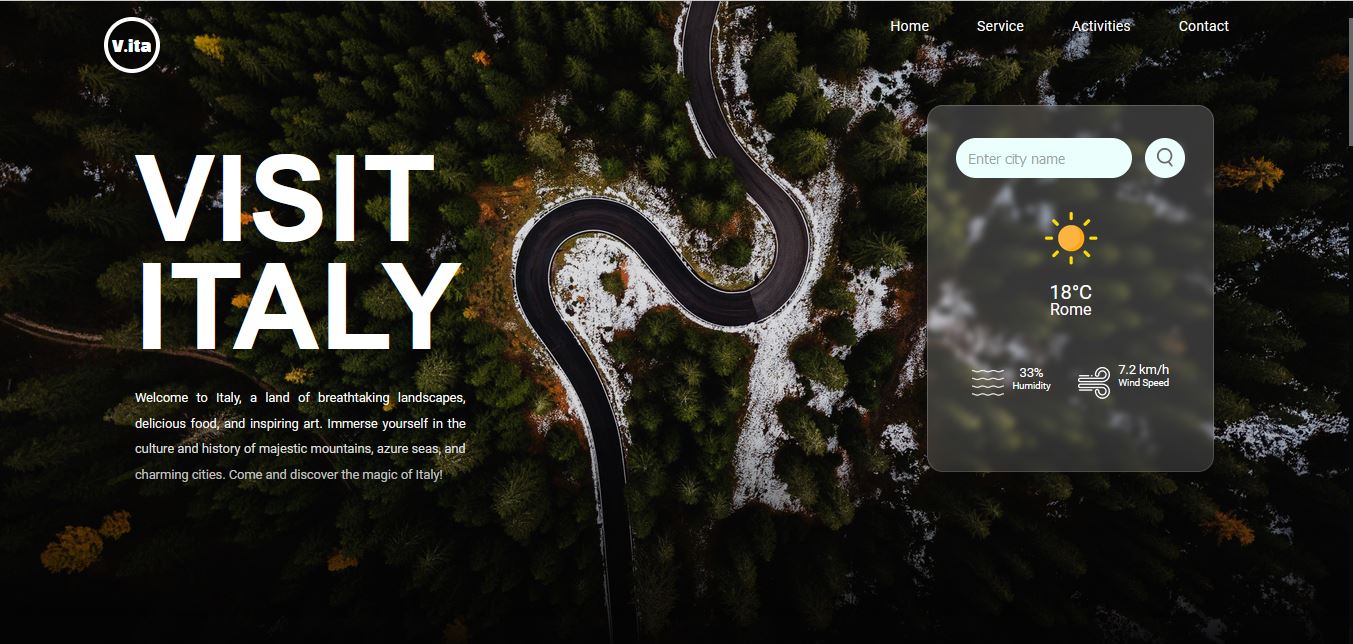 V.ita
Home
Service
Activities
Contact
VISIT
ITALY
Welcome to Italy, a land of breathtaking landscapes,
delicious food, and inspiring art. Immerse yourself in the
culture and history of majestic mountains, azure seas, and
charming cities. Come and discover the magic of Italy!
Enter city name
18°C
Rome
33%
Humidity
7.2 km/h
Wind Speed